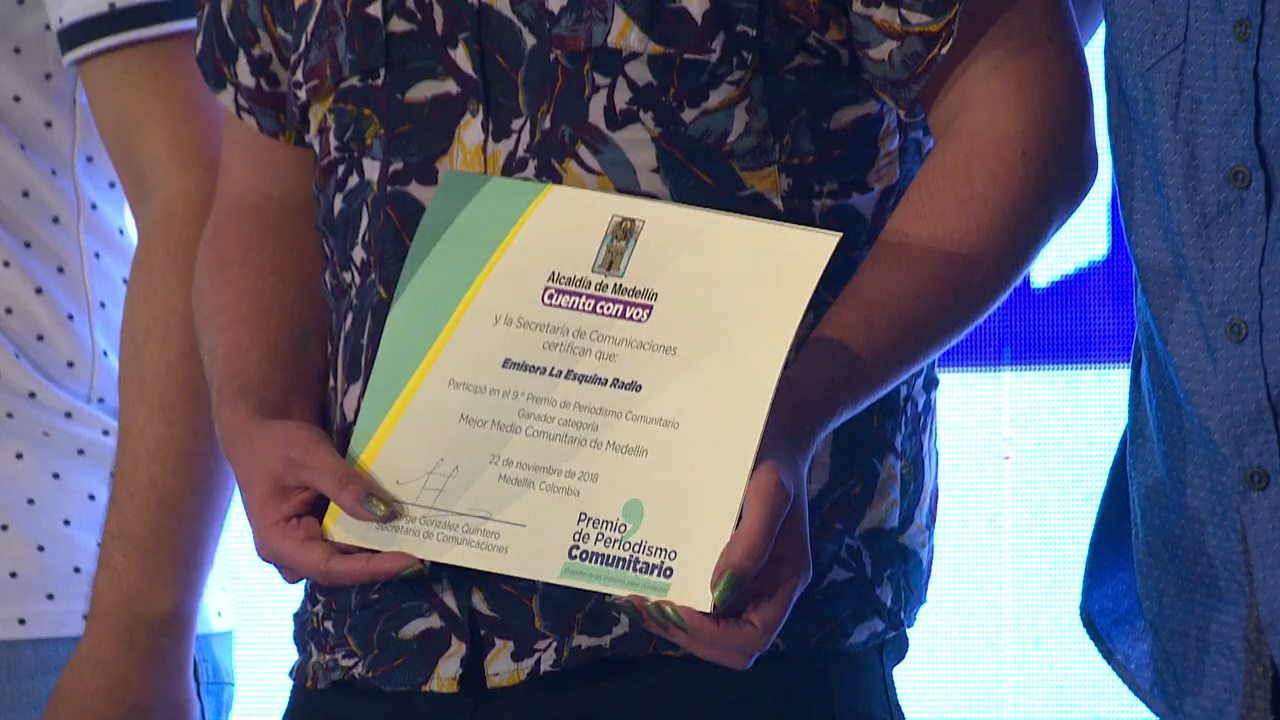 Alcaldía de Medellín
Cuenta con vos
y la Secretaría de Comunicaciones
certifican que:
Emisora La Esquina Radio
Participó en el 9.° Premio de Periodismo Comunitario
Ganador categoría
Mejor Medio Comunitario de Medellín
22 de noviembre de 2018
Medellín, Colombia
González Quintero
Secretario de Comunicaciones
Premio
de Periodismo
Comunitario